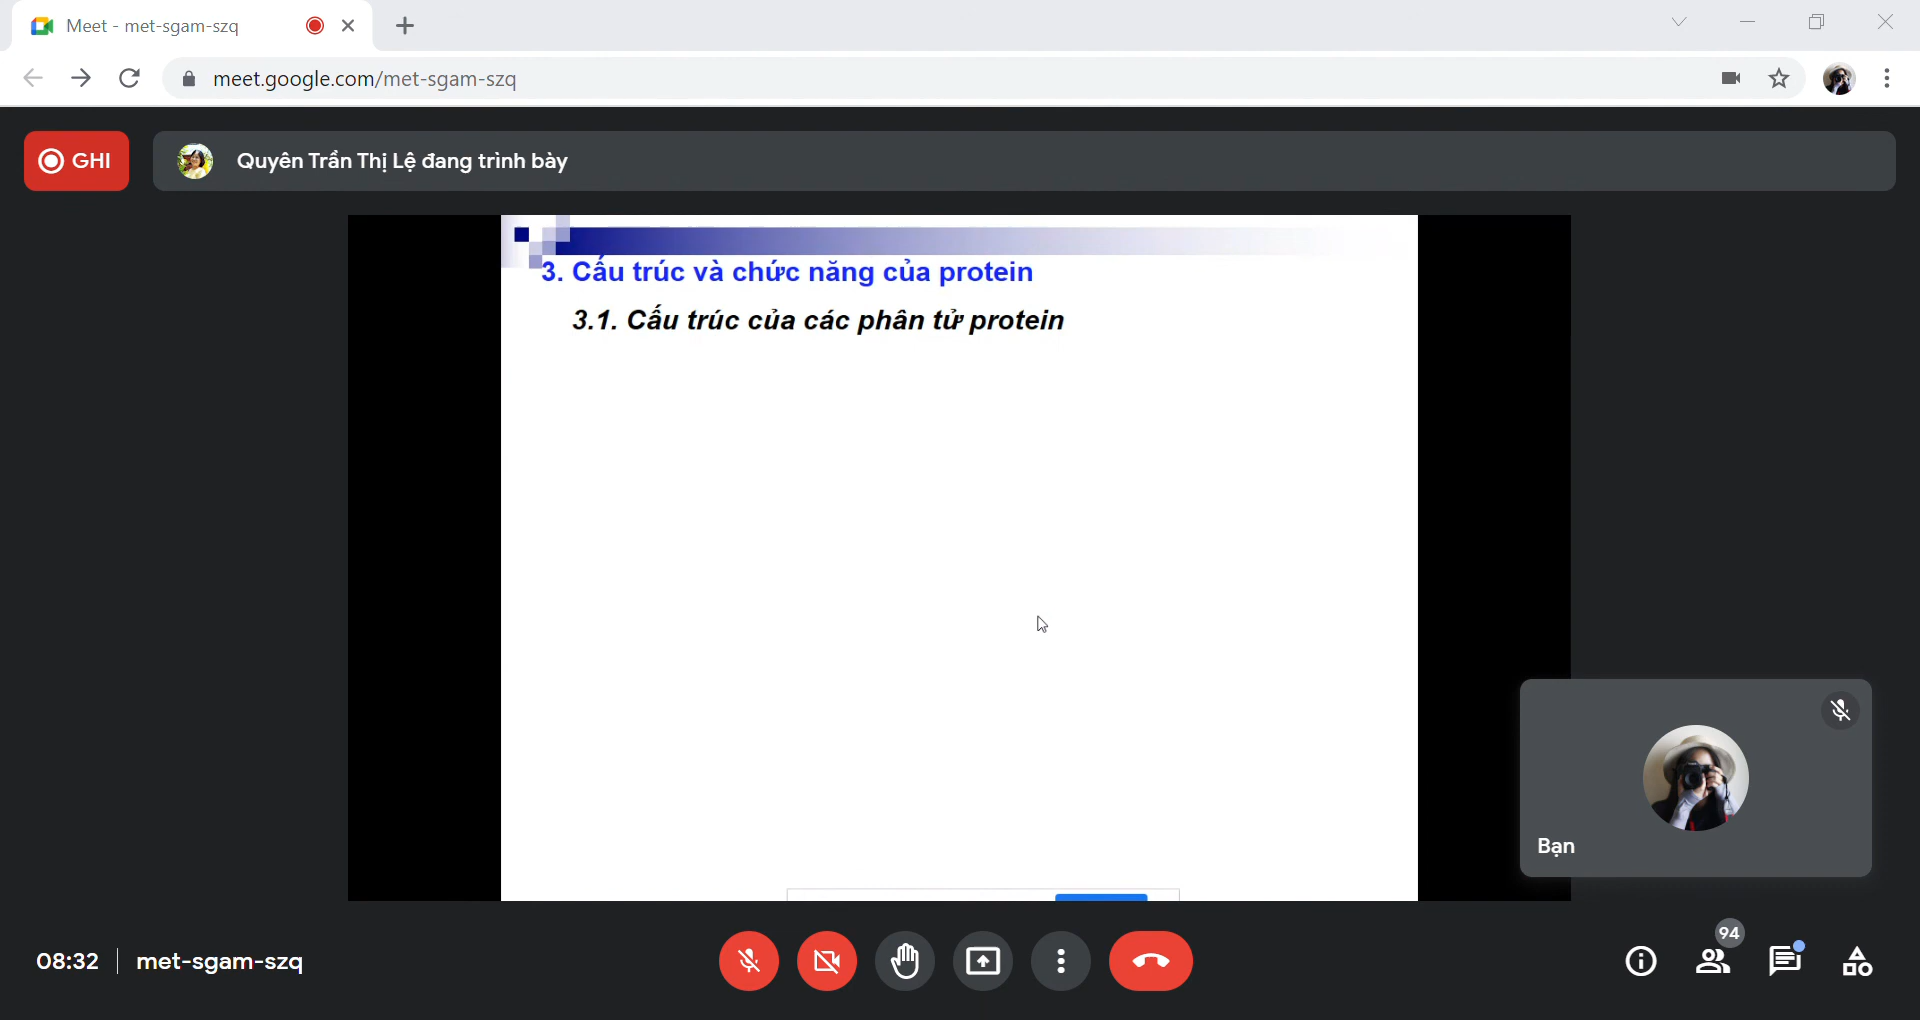 Meet - met-sgam-szq
meet.google.com/met-sgam-szq
GHI
Quyên Trần Thị Lệ đang trình bày
3. Cấu trúc và chức năng của protein
3.1. Cấu trúc của các phân tử protein
Bạn
08:32 | met-sgam-szq
94